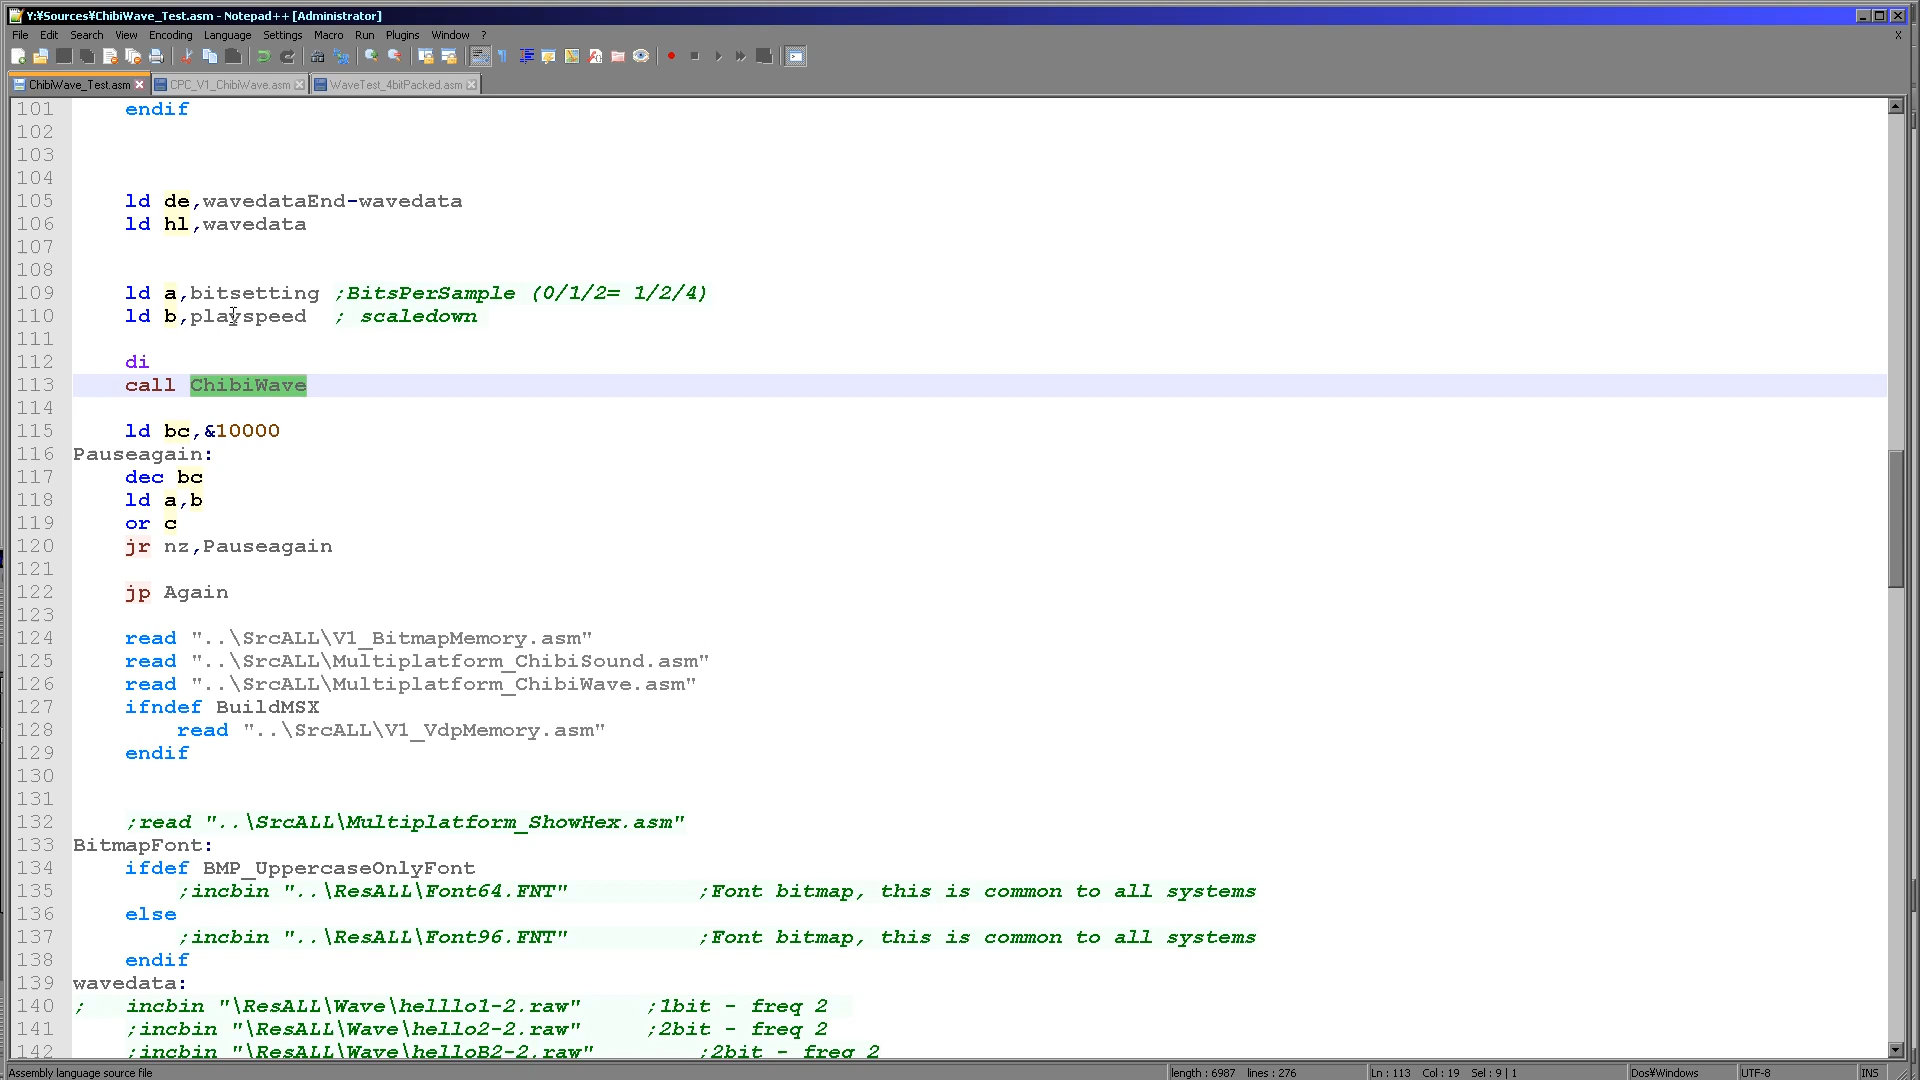 Y:¥Sources¥ChibiWave_Test.asm - Notepad++ [Administrator]
File Edit Search View Encoding Language Settings Macro Run Plugins Window ? X
ChibiWave_Test.asm CPC_V1_ChibiWave.asm WaveTest_4bitPacked.asm
101 endif
102
103
104
105 ld de,wavedataEnd-wavedata
106 ld hl,wavedata
107
108
109 ld a,bitsetting ;BitsPerSample (0/1/2= 1/2/4)
110 ld b,playspeed ; scaledown
111
112 di
113 call ChibiWave
114
115 ld bc,&10000
116 Pauseagain:
117 dec bc
118 ld a,b
119 or c
120 jr nz,Pauseagain
121
122 jp Again
123
124 read "..\SrcALL\V1_BitmapMemory.asm"
125 read "..\SrcALL\Multiplatform_ChibiSound.asm"
126 read "..\SrcALL\Multiplatform_ChibiWave.asm"
127 ifndef BuildMSX
128 read "..\SrcALL\V1_VdpMemory.asm"
129 endif
130
131
132 ;read "..\SrcALL\Multiplatform_ShowHex.asm"
133 BitmapFont:
134 ifdef BMP_UppercaseOnlyFont
135 ;incbin "..\ResALL\Font64.FNT" ;Font bitmap, this is common to all systems
136 else
137 ;incbin "..\ResALL\Font96.FNT" ;Font bitmap, this is common to all systems
138 endif
139 wavedata:
140 ; incbin "\ResALL\Wave\helllo1-2.raw" ;1bit - freq 2
141 ;incbin "\ResALL\Wave\hello2-2.raw" ;2bit - freq 2
142 ;incbin "\ResALL\Wave\helloB2-2.raw" ;2bit - freq 2
Assembly language source file length : 6987 lines : 276 Ln : 113 Col : 19 Sel : 9 | 1 Dos¥Windows UTF-8 INS